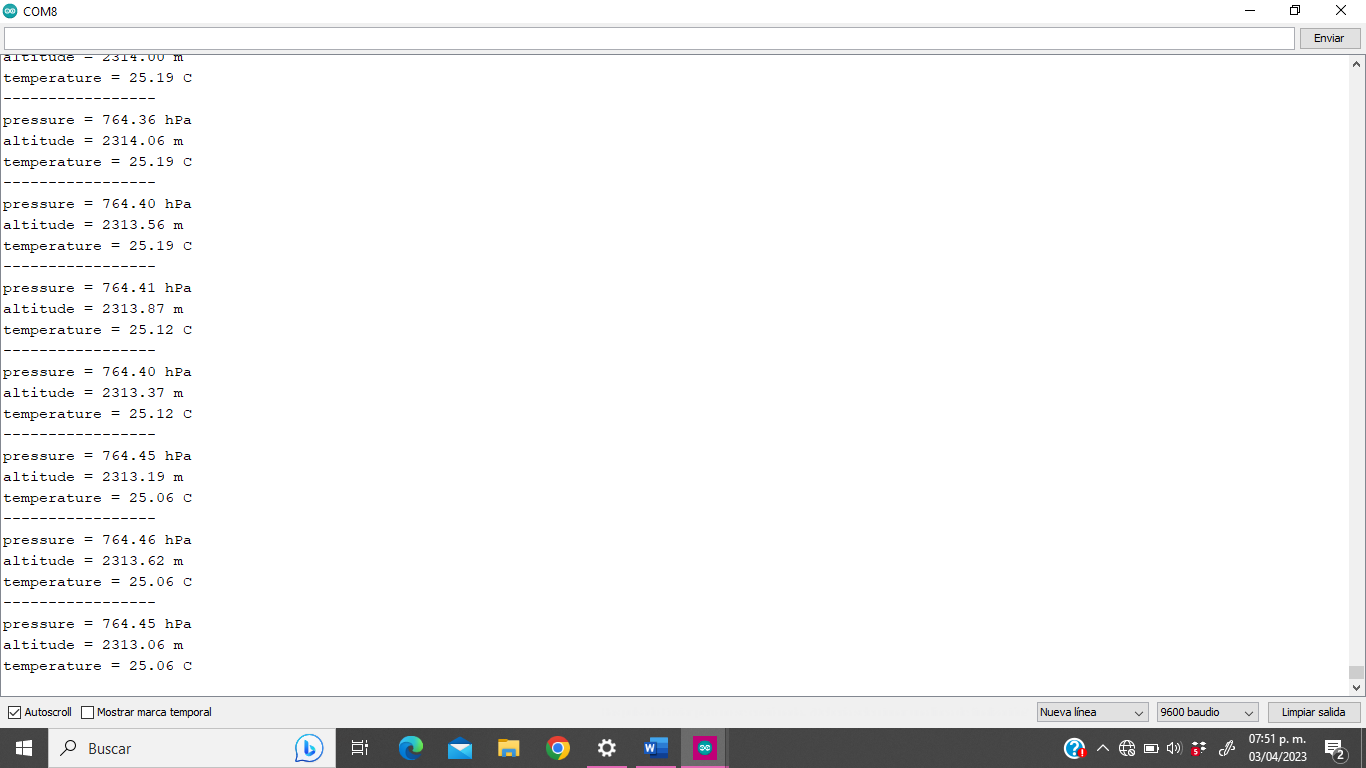 COM8
Enviar
altitude = 2314.00 m
temperature = 25.19 C
-----------------
pressure = 764.36 hPa
altitude = 2314.06 m
temperature = 25.19 C
-----------------
pressure = 764.40 hPa
altitude = 2313.56 m
temperature = 25.19 C
-----------------
pressure = 764.41 hPa
altitude = 2313.87 m
temperature = 25.12 C
-----------------
pressure = 764.40 hPa
altitude = 2313.37 m
temperature = 25.12 C
-----------------
pressure = 764.45 hPa
altitude = 2313.19 m
temperature = 25.06 C
-----------------
pressure = 764.46 hPa
altitude = 2313.62 m
temperature = 25.06 C
-----------------
pressure = 764.45 hPa
altitude = 2313.06 m
temperature = 25.06 C
Autoscroll Mostrar marca temporal Nueva línea 9600 baudio Limpiar salida
Buscar 07:51 p. m.
03/04/2023 2